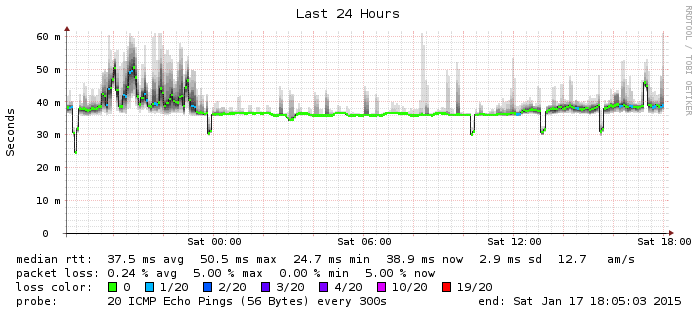 Last 24 Hours
RRDTOOL / TOBI OETIKER
Seconds
60 m
50 m
40 m
30 m
20 m
10 m
0
Sat 00:00 Sat 06:00 Sat 12:00 Sat 18:00
median rtt: 37.5 ms avg 50.5 ms max 24.7 ms min 38.9 ms now 2.9 ms sd 12.7 am/s
packet loss: 0.24 % avg 5.00 % max 0.00 % min 5.00 % now
loss color: 0 1/20 2/20 3/20 4/20 10/20 19/20
probe: 20 ICMP Echo Pings (56 Bytes) every 300s end: Sat Jan 17 18:05:03 2015